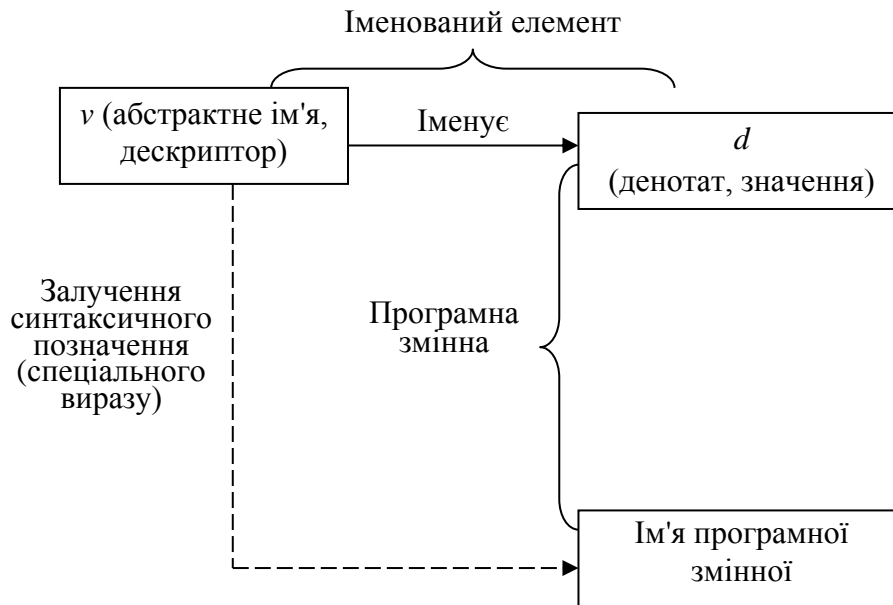 Іменований елемент
v (абстрактне ім'я,
дескриптор)
Іменує
d
(денотат, значення)
Залучення
синтаксичного
позначення
(спеціального
виразу)
Програмна
змінна
Ім'я програмної
змінної